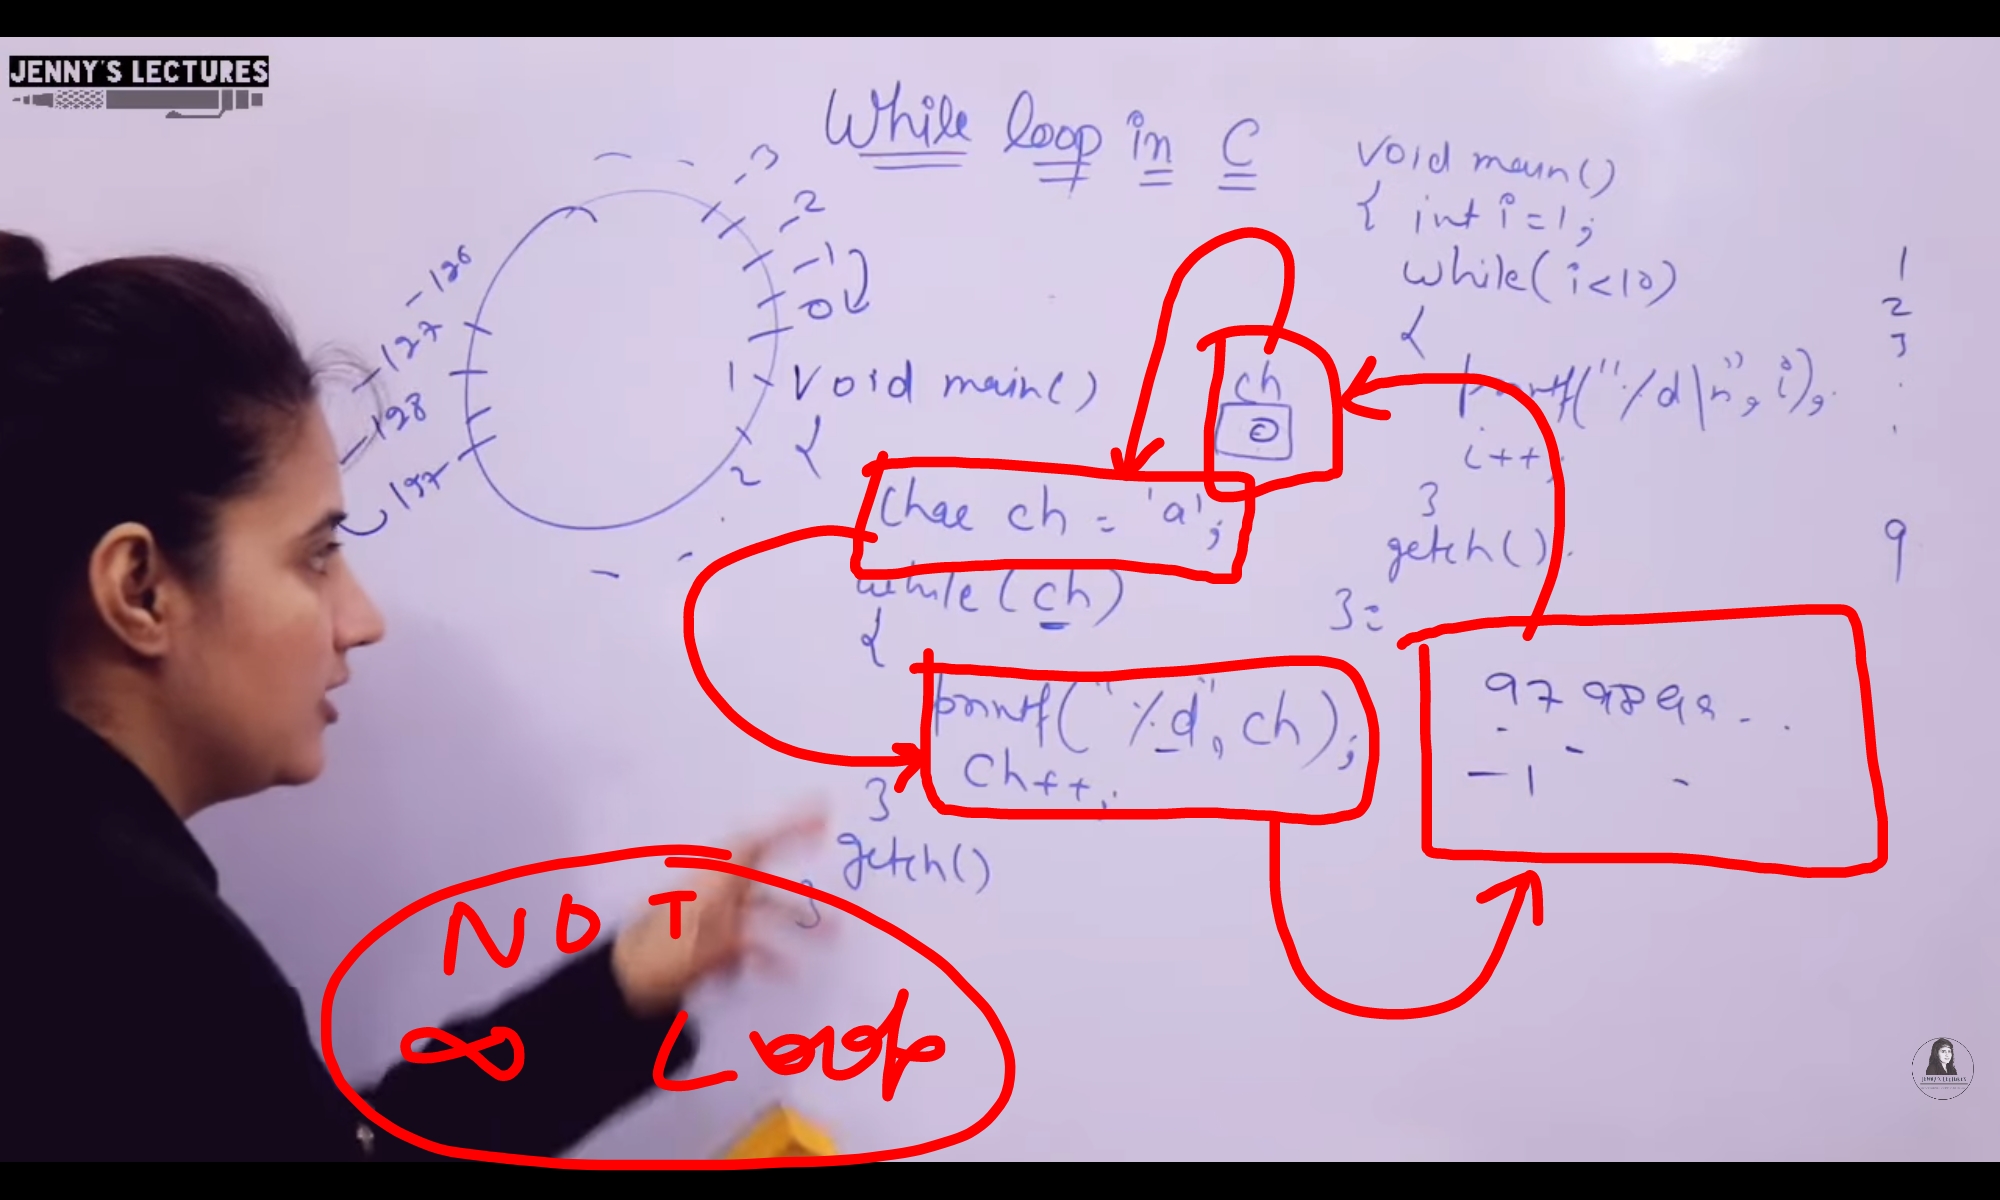 JENNY'S LECTURES
While loop in C
-3
-2
-1
0
1
2
-126
-127
-128
127
void main()
{
char ch = 'a';
while(ch)
{
printf("%d", ch);
ch++;
}
getch()
}
ch
0
void main()
{ int i=1;
while(i<10)
{
printf("%d\n", i);
i++;
}
getch();
}
1
2
3
.
.
9
97 98 99 - .
- -
-1 -
NOT
∞ Loop
JENNY'S LECTURES